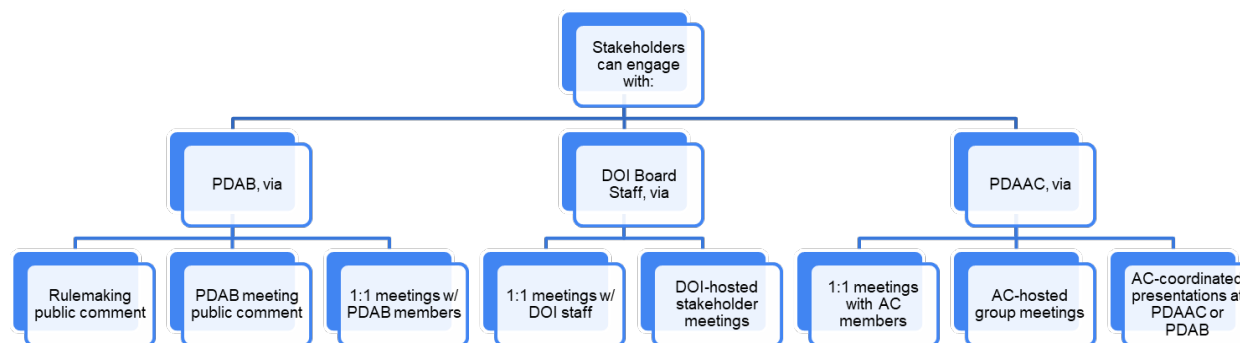 Stakeholders
can engage
with:
PDAB, via
DOI Board
Staff, via
PDAAC, via
Rulemaking
public comment
PDAB meeting
public comment
1:1 meetings w/
PDAB members
1:1 meetings w/
DOI staff
DOI-hosted
stakeholder
meetings
1:1 meetings
with AC
members
AC-hosted
group meetings
AC-coordinated
presentations at
PDAAC or
PDAB